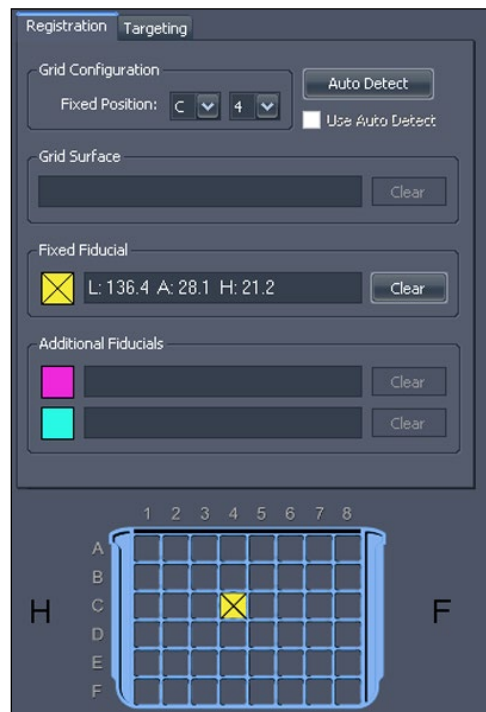 Registration Targeting
Grid Configuration
Fixed Position: C 4
Auto Detect
Use Auto Detect
Grid Surface
Clear
Fixed Fiducial
L: 136.4 A: 28.1 H: 21.2 Clear
Additional Fiducials
Clear
Clear
1 2 3 4 5 6 7 8
A
B
H C F
D
E
F